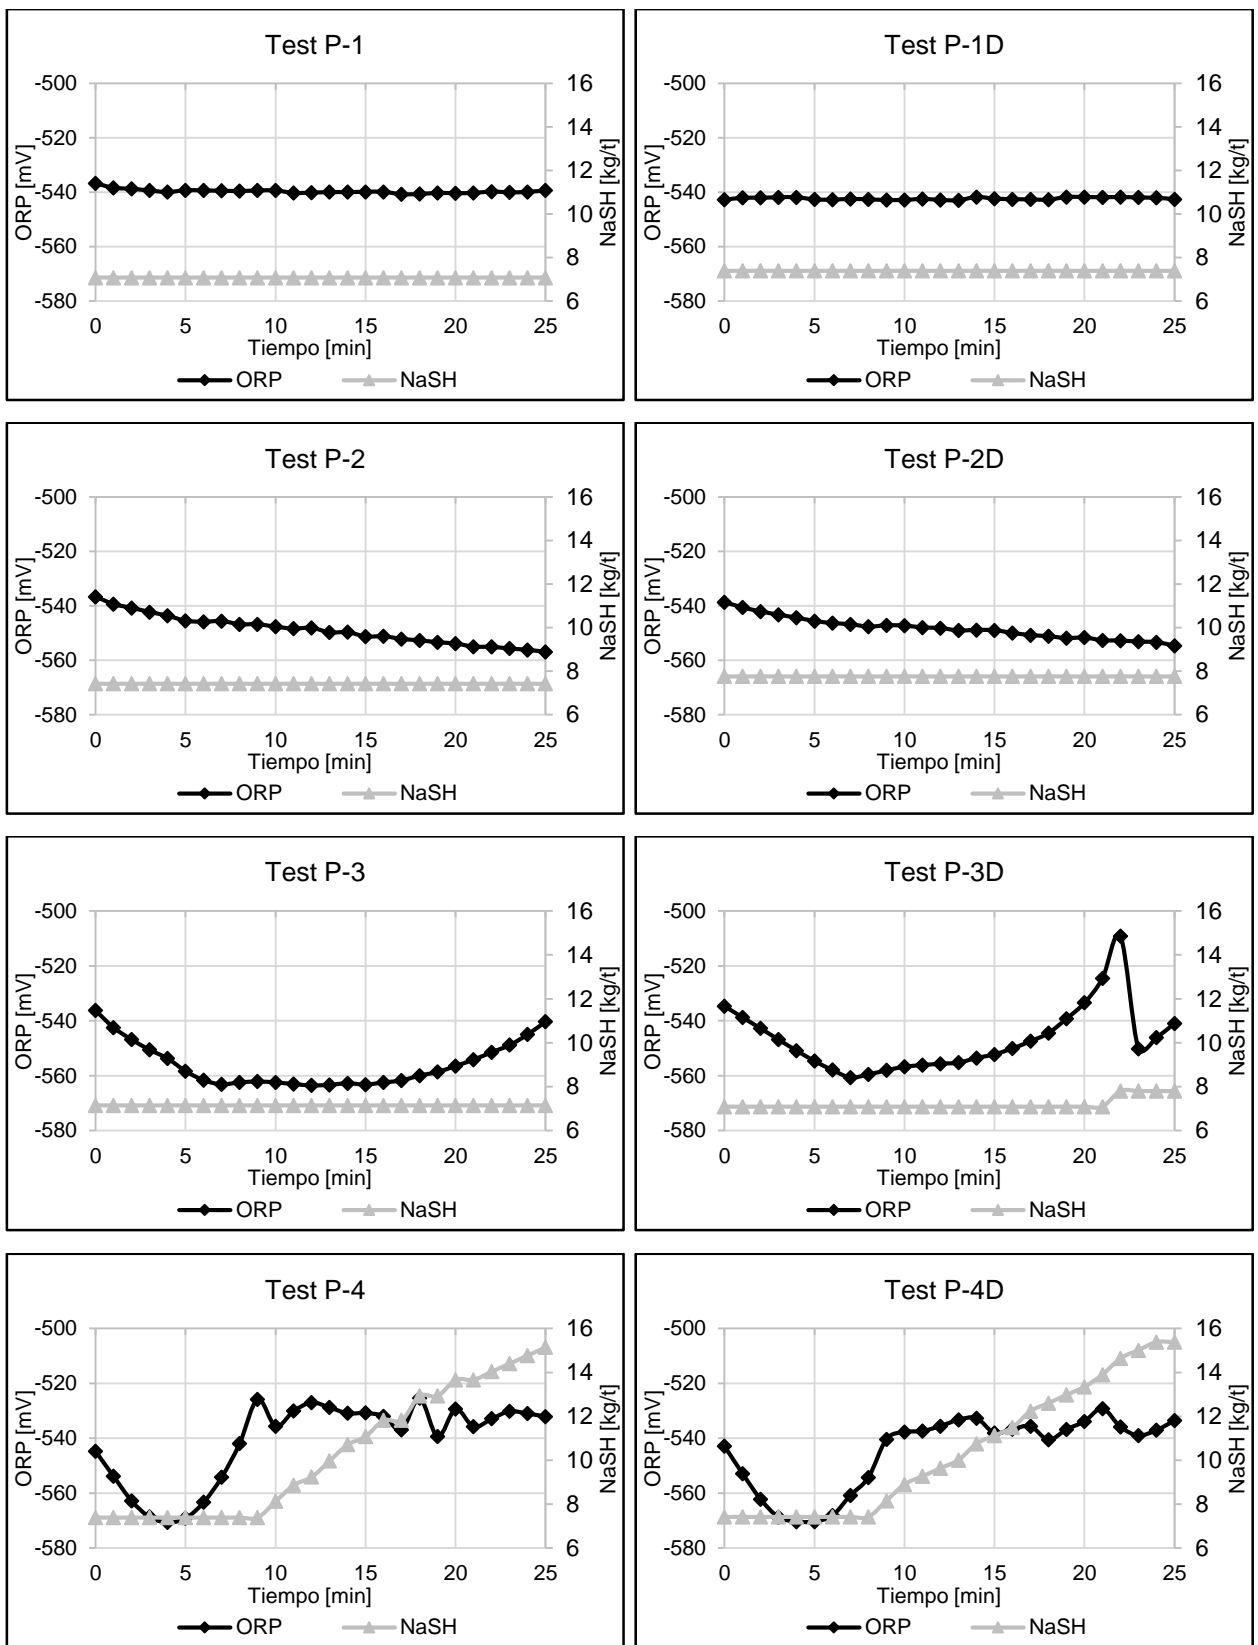 Test P-1
-500
-520
-540
-560
-580
ORP [mV]
16
14
12
10
8
6
NaSH [kg/t]
0 5 10 15 20 25
Tiempo [min]
ORP NaSH
Test P-1D
-500
-520
-540
-560
-580
ORP [mV]
16
14
12
10
8
6
NaSH [kg/t]
0 5 10 15 20 25
Tiempo [min]
ORP NaSH
Test P-2
-500
-520
-540
-560
-580
ORP [mV]
16
14
12
10
8
6
NaSH [kg/t]
0 5 10 15 20 25
Tiempo [min]
ORP NaSH
Test P-2D
-500
-520
-540
-560
-580
ORP [mV]
16
14
12
10
8
6
NaSH [kg/t]
0 5 10 15 20 25
Tiempo [min]
ORP NaSH
Test P-3
-500
-520
-540
-560
-580
ORP [mV]
16
14
12
10
8
6
NaSH [kg/t]
0 5 10 15 20 25
Tiempo [min]
ORP NaSH
Test P-3D
-500
-520
-540
-560
-580
ORP [mV]
16
14
12
10
8
6
NaSH [kg/t]
0 5 10 15 20 25
Tiempo [min]
ORP NaSH
Test P-4
-500
-520
-540
-560
-580
ORP [mV]
16
14
12
10
8
6
NaSH [kg/t]
0 5 10 15 20 25
Tiempo [min]
ORP NaSH
Test P-4D
-500
-520
-540
-560
-580
ORP [mV]
16
14
12
10
8
6
NaSH [kg/t]
0 5 10 15 20 25
Tiempo [min]
ORP NaSH